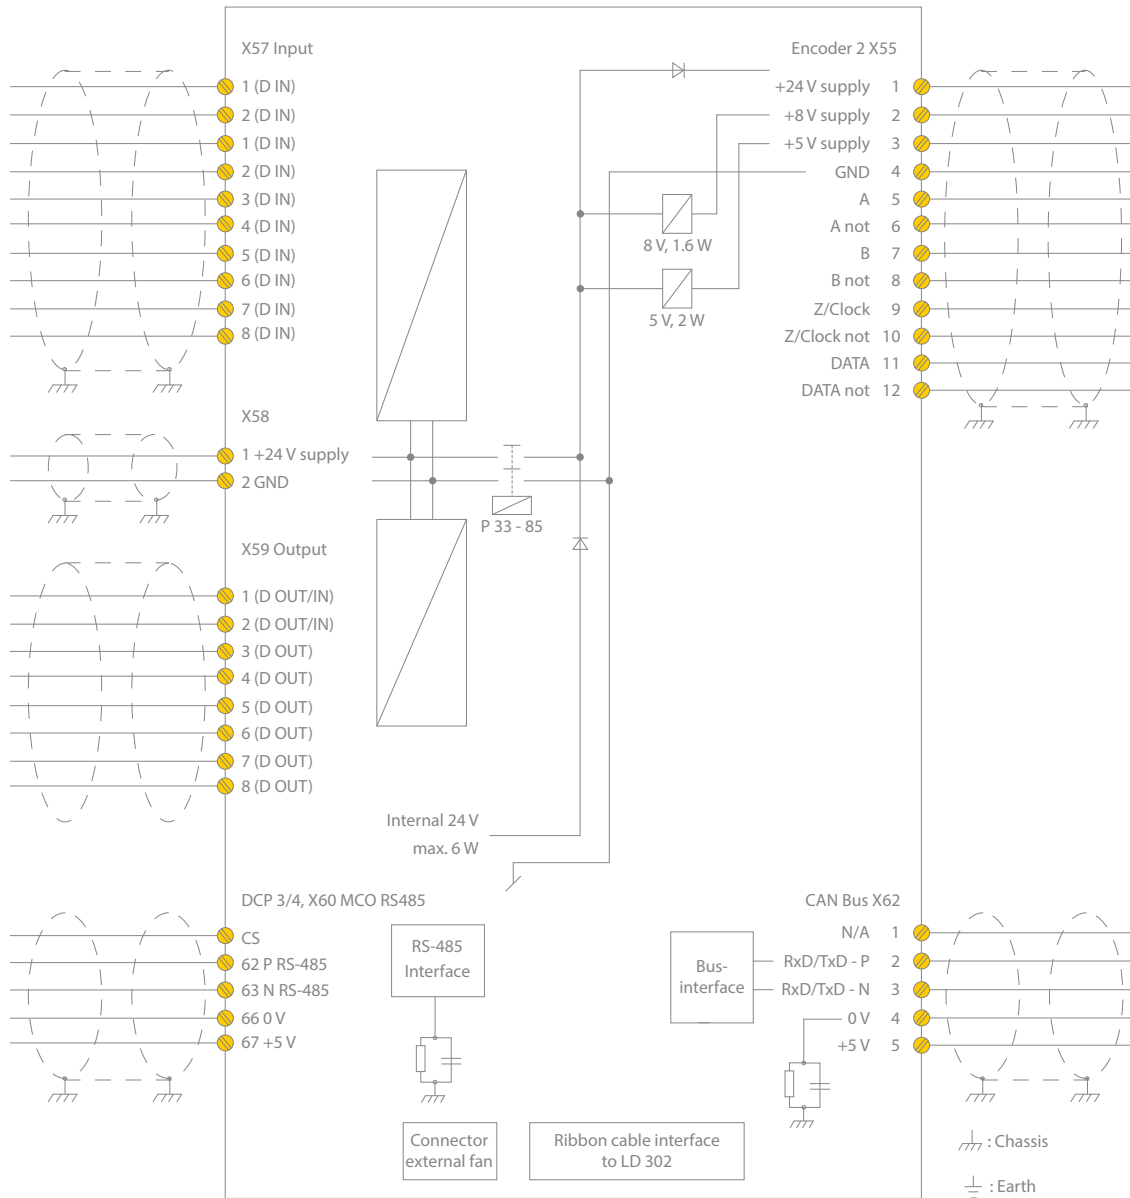 X57 Input
1 (D IN)
2 (D IN)
1 (D IN)
2 (D IN)
3 (D IN)
4 (D IN)
5 (D IN)
6 (D IN)
7 (D IN)
8 (D IN)
X58
1 +24 V supply
2 GND
P 33 - 85
X59 Output
1 (D OUT/IN)
2 (D OUT/IN)
3 (D OUT)
4 (D OUT)
5 (D OUT)
6 (D OUT)
7 (D OUT)
8 (D OUT)
Internal 24 V
max. 6 W
DCP 3/4, X60 MCO RS485
CS
62 P RS-485
63 N RS-485
66 0 V
67 +5 V
RS-485
Interface
Connector
external fan
Ribbon cable interface
to LD 302
Encoder 2 X55
+24 V supply 1
+8 V supply 2
+5 V supply 3
GND 4
A 5
A not 6
B 7
B not 8
Z/Clock 9
Z/Clock not 10
DATA 11
DATA not 12
8 V, 1.6 W
5 V, 2 W
CAN Bus X62
N/A 1
RxD/TxD - P 2
RxD/TxD - N 3
0 V 4
+5 V 5
Bus-
interface
: Chassis
: Earth